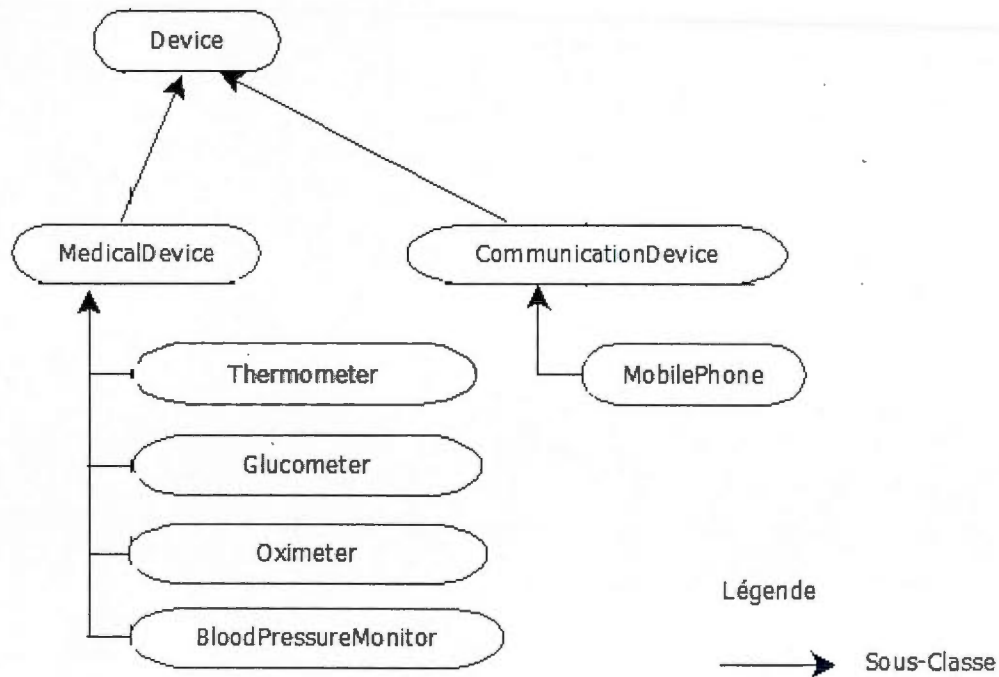 Device
MedicalDevice
CommunicationDevice
Thermometer
MobilePhone
Glucometer
Oximeter
BloodPressureMonitor
Légende
Sous-Classe